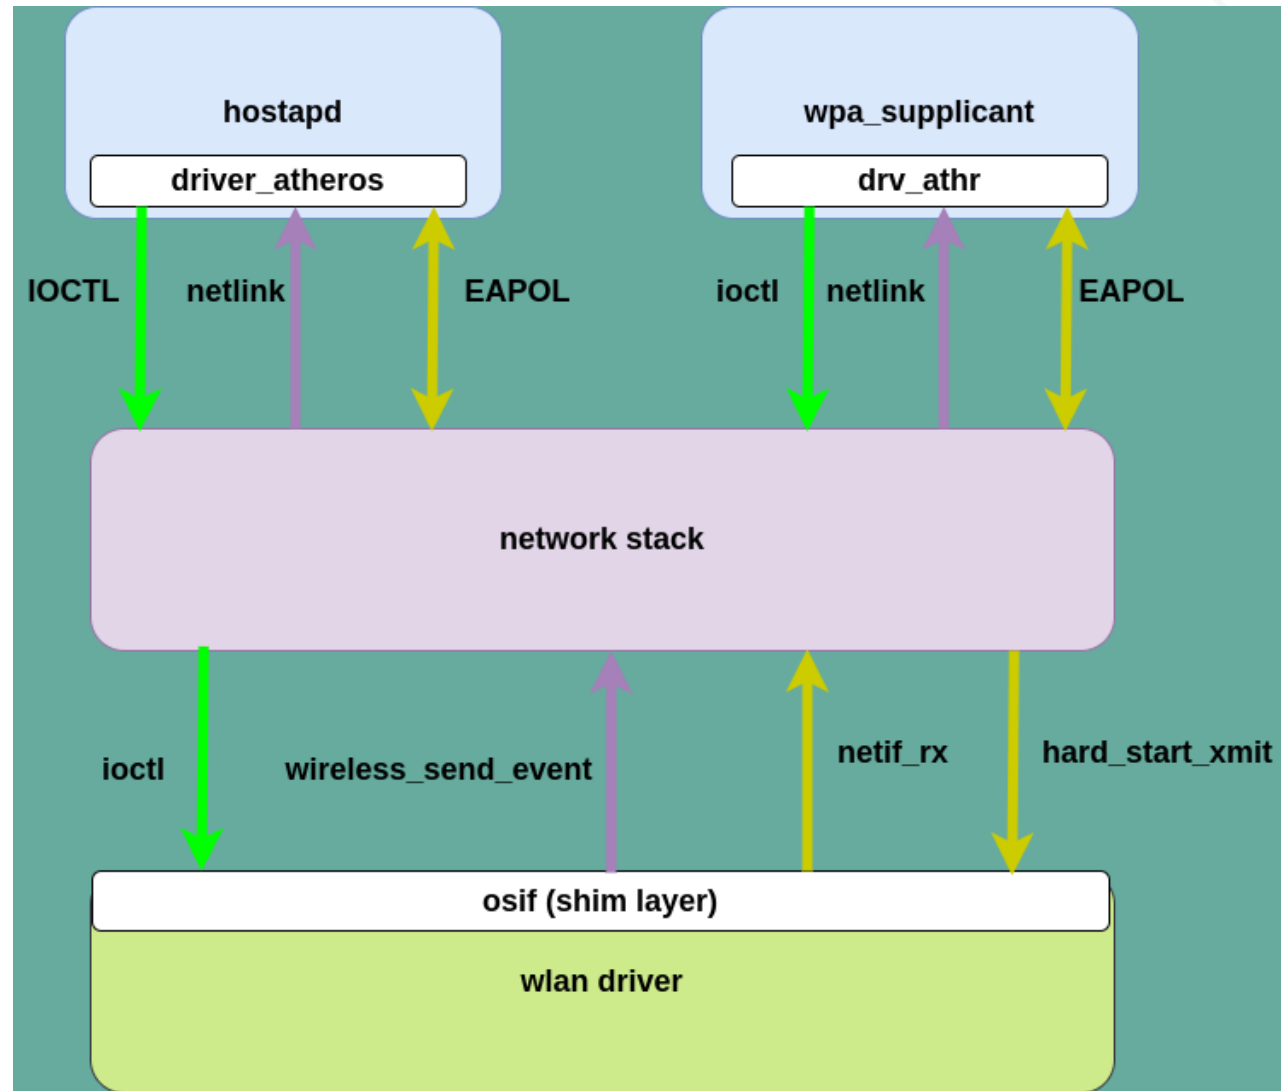 hostapd
wpa_supplicant
driver_atheros
drv_athr
IOCTL
netlink
EAPOL
ioctl
netlink
EAPOL
network stack
ioctl
wireless_send_event
netif_rx
hard_start_xmit
osif (shim layer)
wlan driver